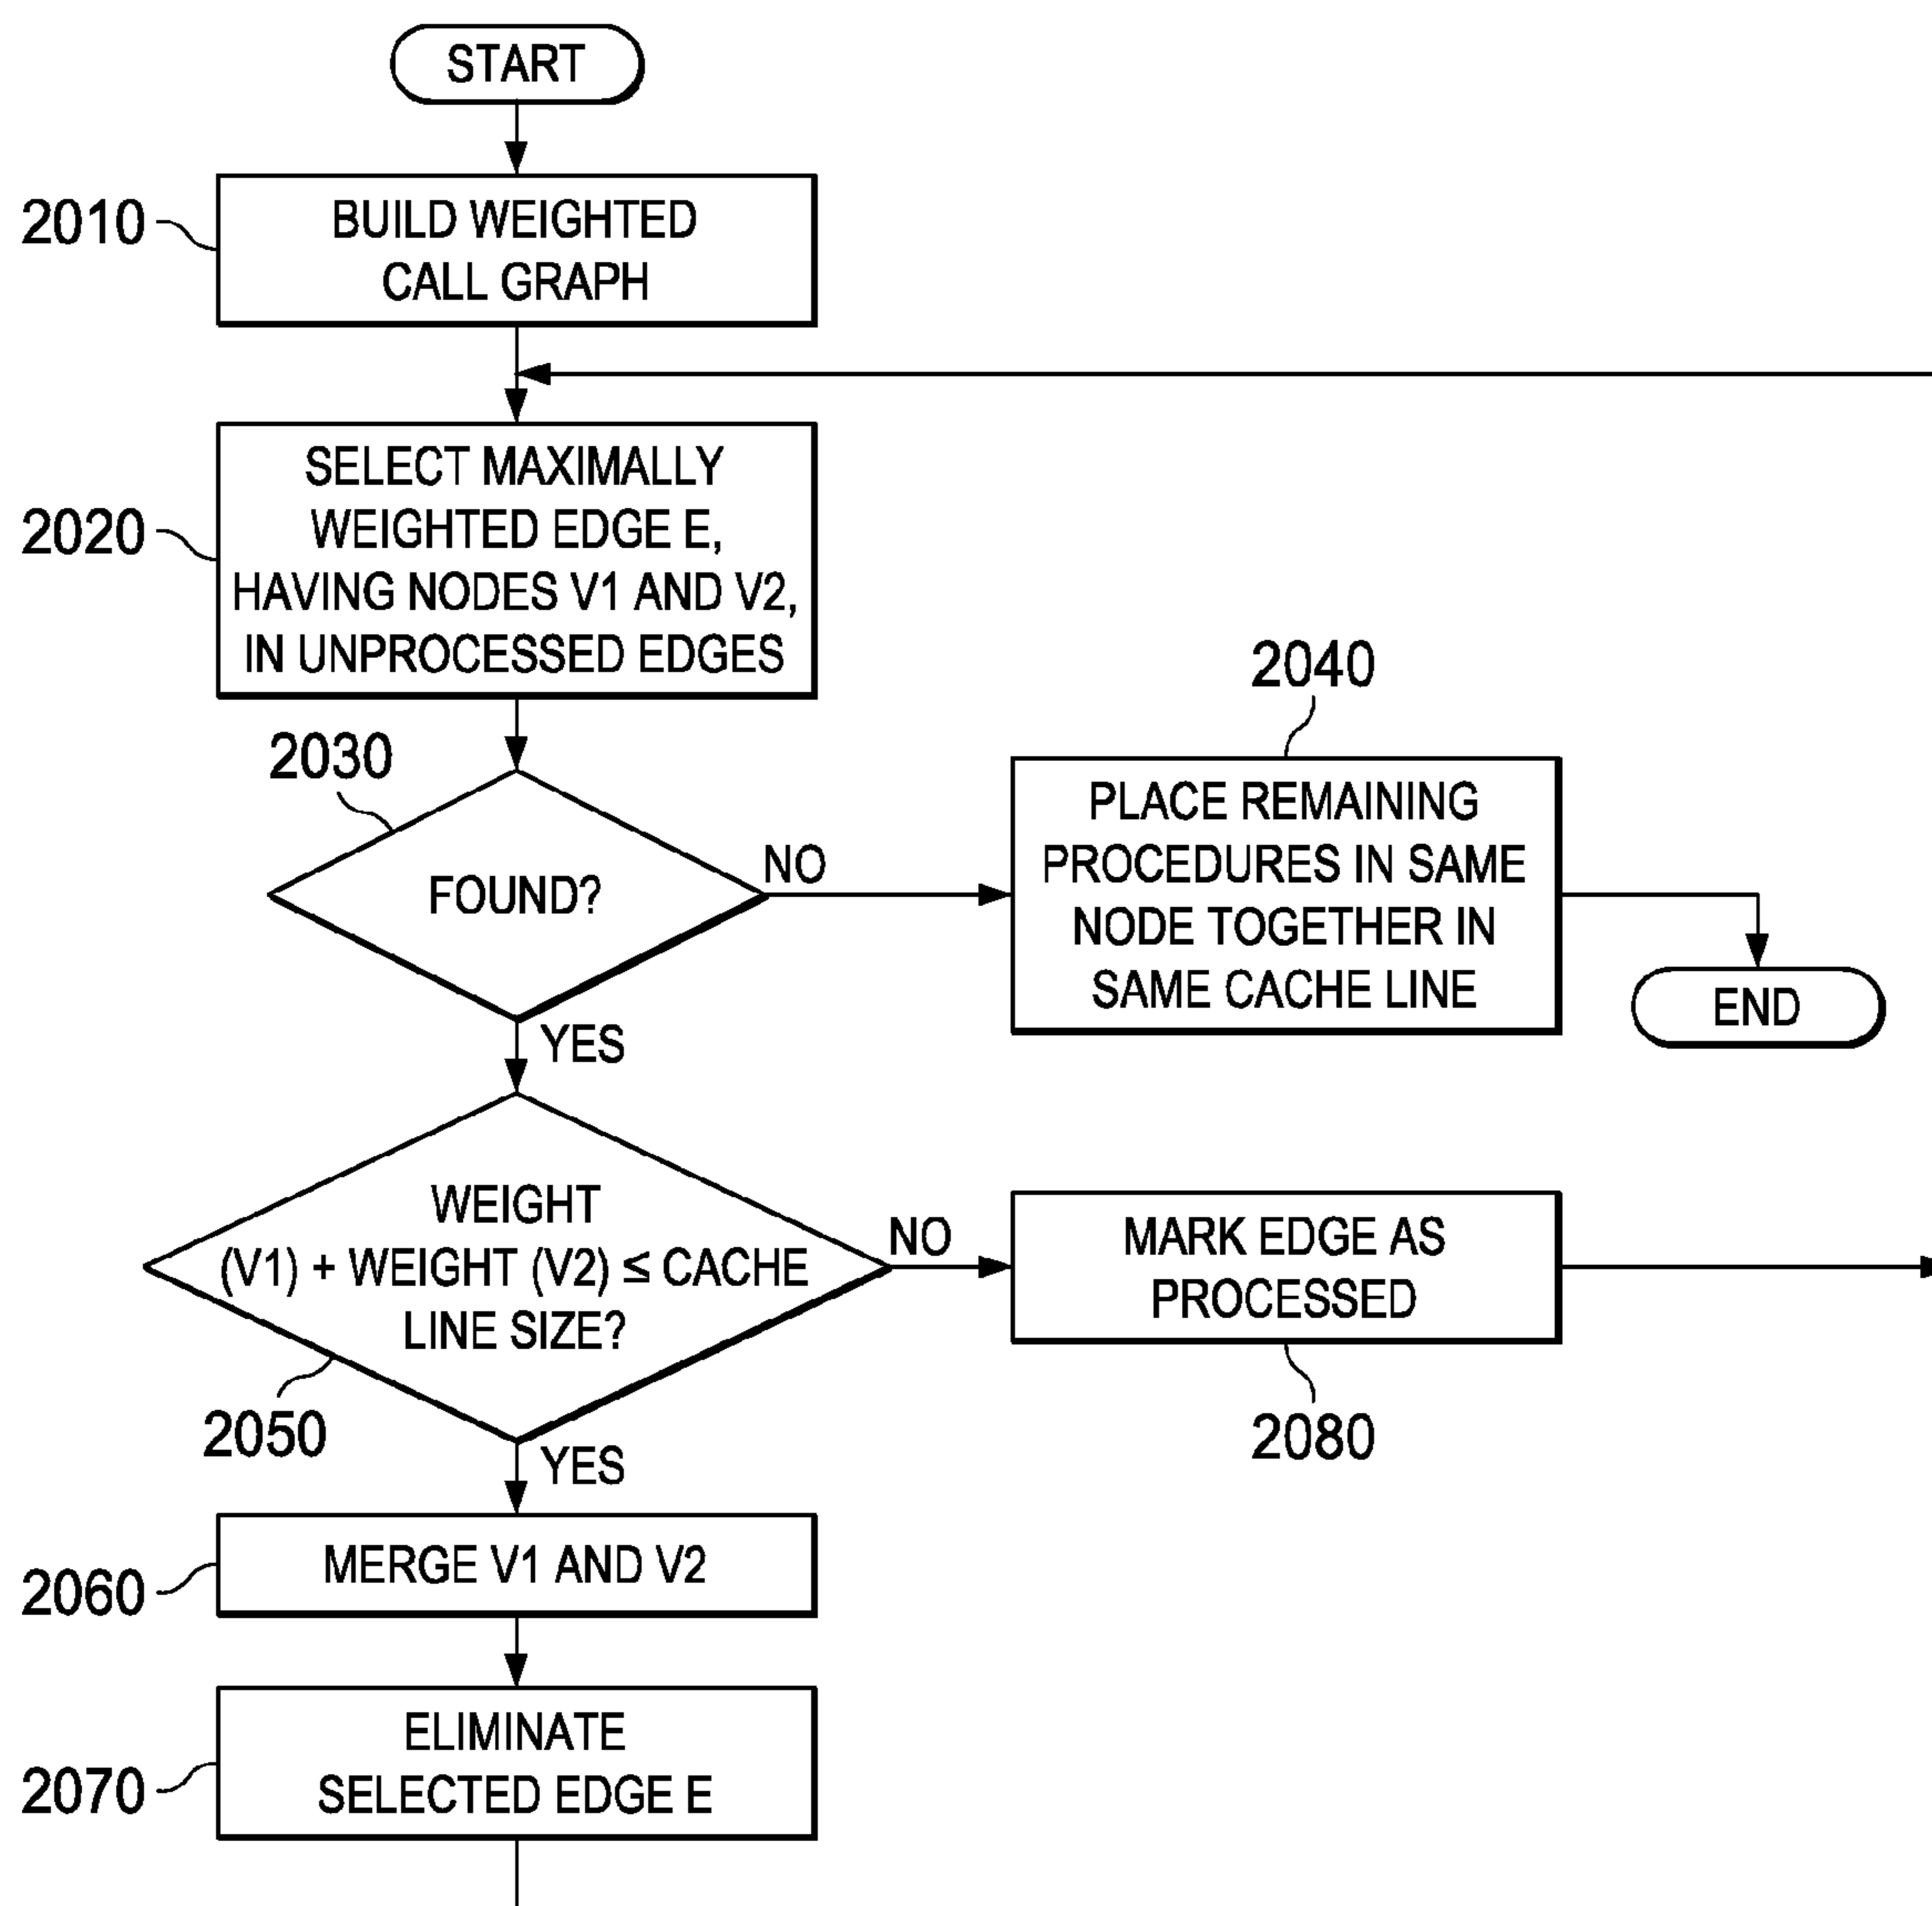 START
2010
BUILD WEIGHTED
CALL GRAPH
2020
SELECT MAXIMALLY
WEIGHTED EDGE E,
HAVING NODES V1 AND V2,
IN UNPROCESSED EDGES
2030
FOUND?
NO
YES
2040
PLACE REMAINING
PROCEDURES IN SAME
NODE TOGETHER IN
SAME CACHE LINE
END
WEIGHT
(V1) + WEIGHT (V2) ≤ CACHE
LINE SIZE?
2050
NO
YES
MARK EDGE AS
PROCESSED
2080
2060
MERGE V1 AND V2
2070
ELIMINATE
SELECTED EDGE E